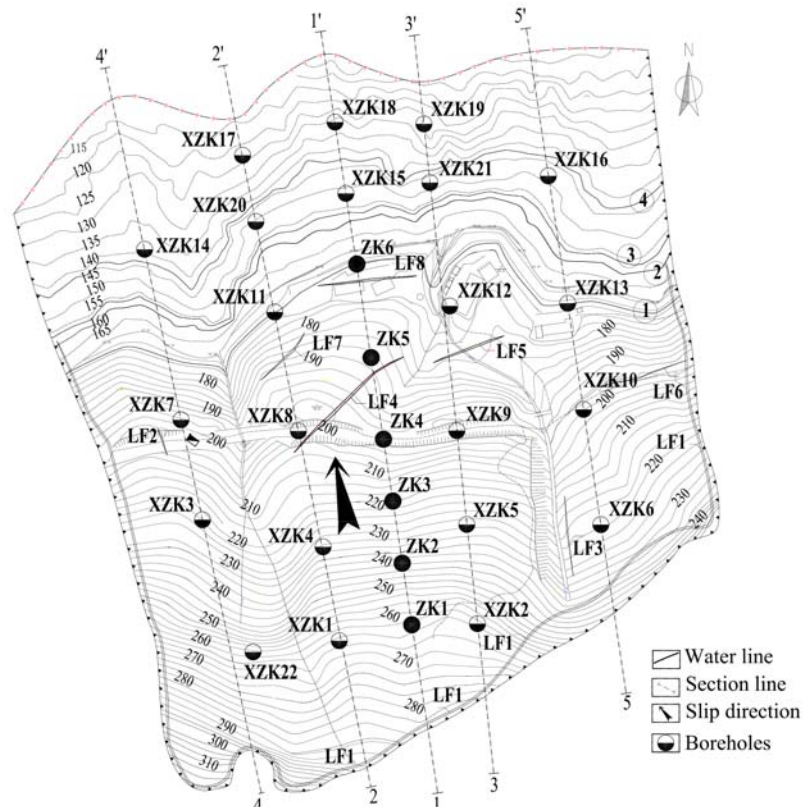 1'
5'
3'
N
2'
4'
XZK18
XZK19
115
XZK17
120
XZK16
125
XZK15
XZK21
130
4
XZK20
135
XZK14
140
ZK6
3
145
LF8
2
150
155
XZK11
XZK12
XZK13
1
160
180
180
165
LF7
ZK5
190
LF5
190
180
XZK10
LF6
XZK7
190
XZK8
LF4
200
200
ZK4
XZK9
200
LF2
210
LF1
210
220
ZK3
220
XZK3
210
XZK5
230
XZK6
220
XZK4
230
240
230
240
ZK2
LF3
240
250
250
XZK1
260
ZK1
XZK2
260
LF1
270
270
XZK22
Water line
280
Section line
LF1
280
5
Slip direction
290
300
LF1
Boreholes
310
3
4
2
1